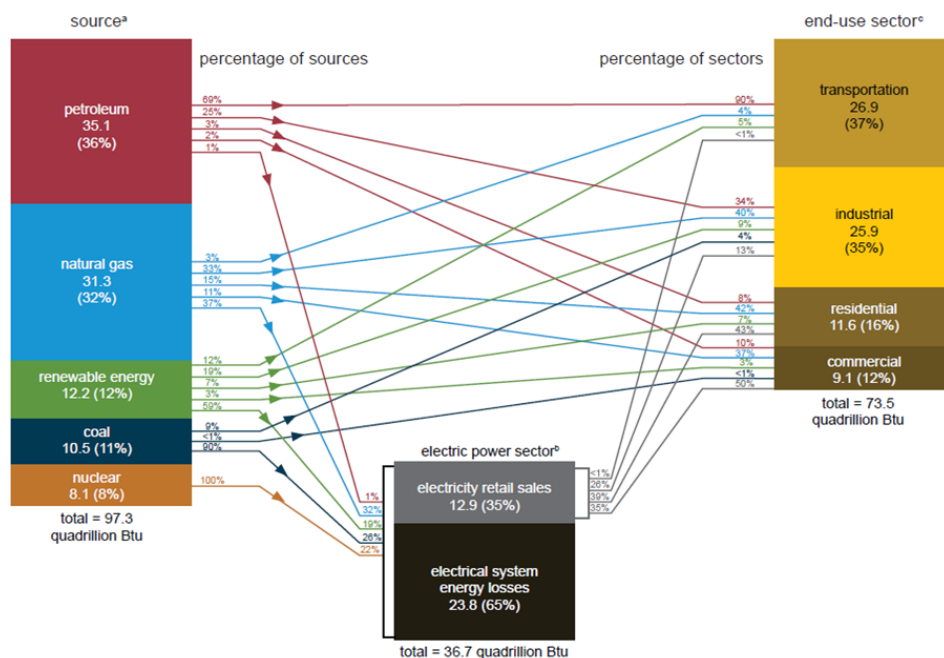 sourceᵃ
end-use sectorᶜ
percentage of sources
percentage of sectors
petroleum
35.1
(36%)
69%
25%
3%
2%
1%
natural gas
31.3
(32%)
3%
33%
15%
11%
37%
renewable energy
12.2 (12%)
12%
19%
7%
3%
59%
coal
10.5 (11%)
9%
<1%
90%
nuclear
8.1 (8%)
100%
total = 97.3
quadrillion Btu
90%
4%
5%
<1%
transportation
26.9
(37%)
34%
40%
9%
4%
13%
industrial
25.9
(35%)
8%
42%
7%
43%
residential
11.6 (16%)
10%
37%
3%
<1%
50%
commercial
9.1 (12%)
total = 73.5
quadrillion Btu
electric power sectorᵇ
1%
32%
19%
26%
22%
electricity retail sales
12.9 (35%)
<1%
26%
39%
35%
electrical system
energy losses
23.8 (65%)
total = 36.7 quadrillion Btu